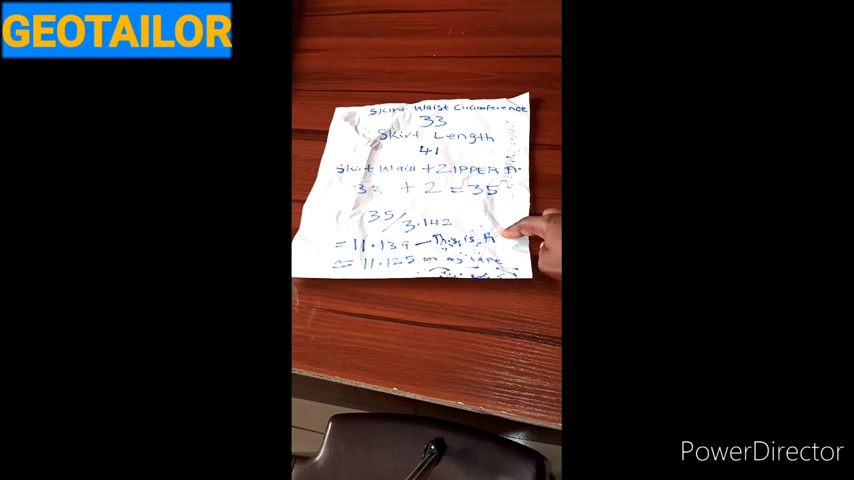 GEOTAILOR
Skirt Waist Circumference
33
Skirt Length
41
Skirt Waist + ZIPPER A.
33 + 2 = 35
35/3.142
= 11.139 — This is R
≈ 11.125 on my tape
PowerDirector